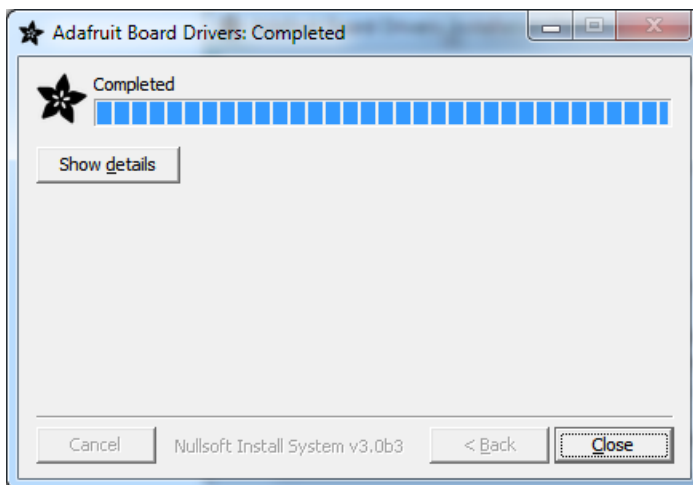 Adafruit Board Drivers: Completed
Completed
Show details
Cancel
Nullsoft Install System v3.0b3
< Back
Close